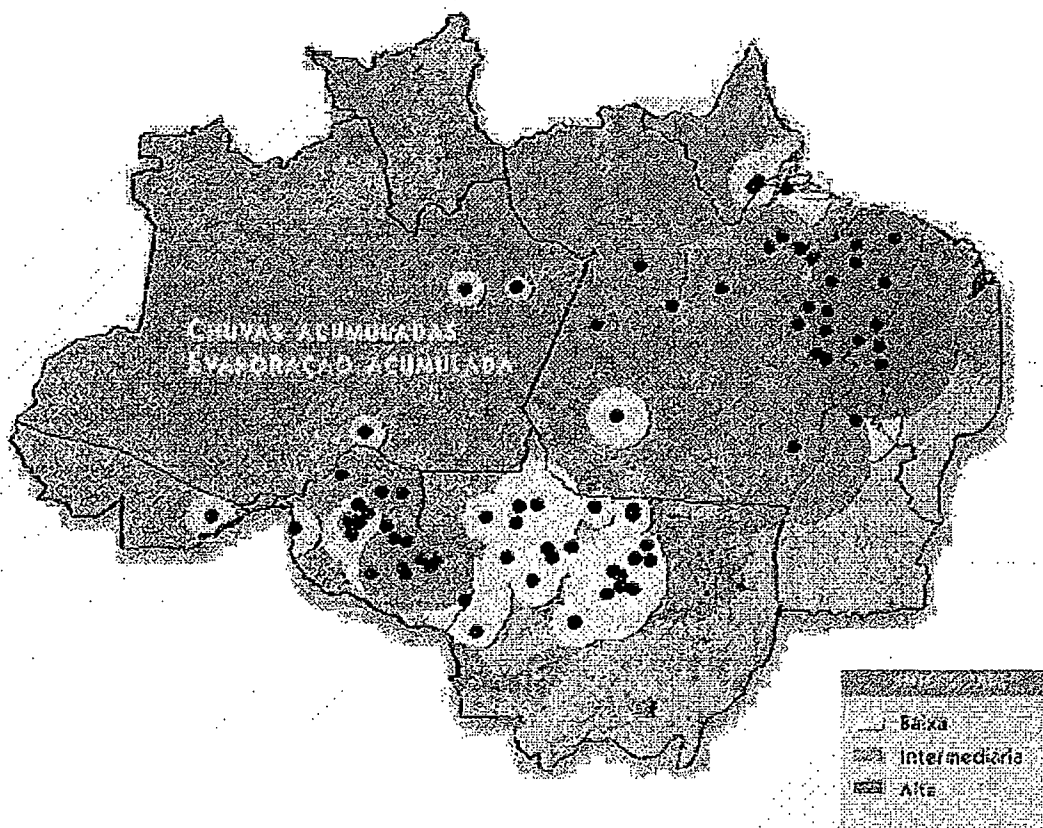 CHUVAS ACUMULADAS
EVAPORAÇÃO ACUMULADA
Baixa
Intermediária
Alta